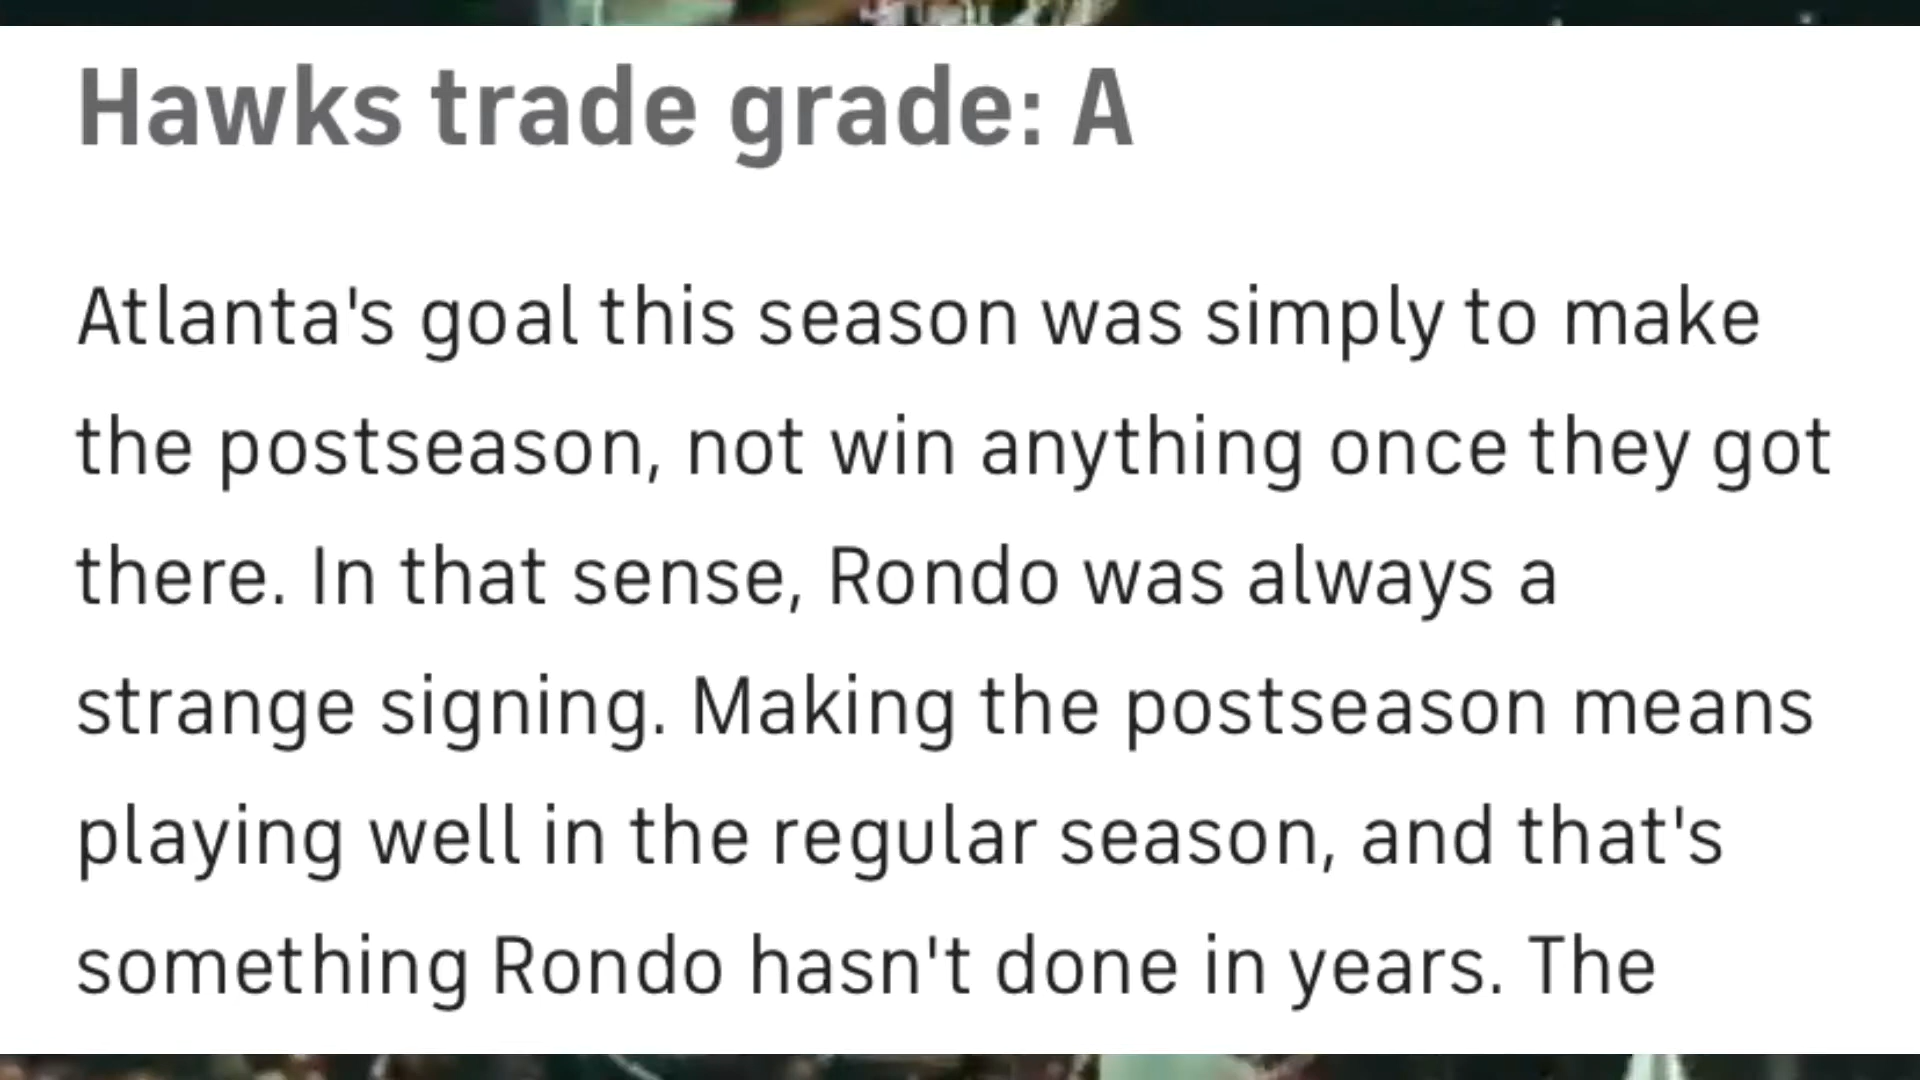 Hawks trade grade: A
Atlanta's goal this season was simply to make
the postseason, not win anything once they got
there. In that sense, Rondo was always a
strange signing. Making the postseason means
playing well in the regular season, and that's
something Rondo hasn't done in years. The